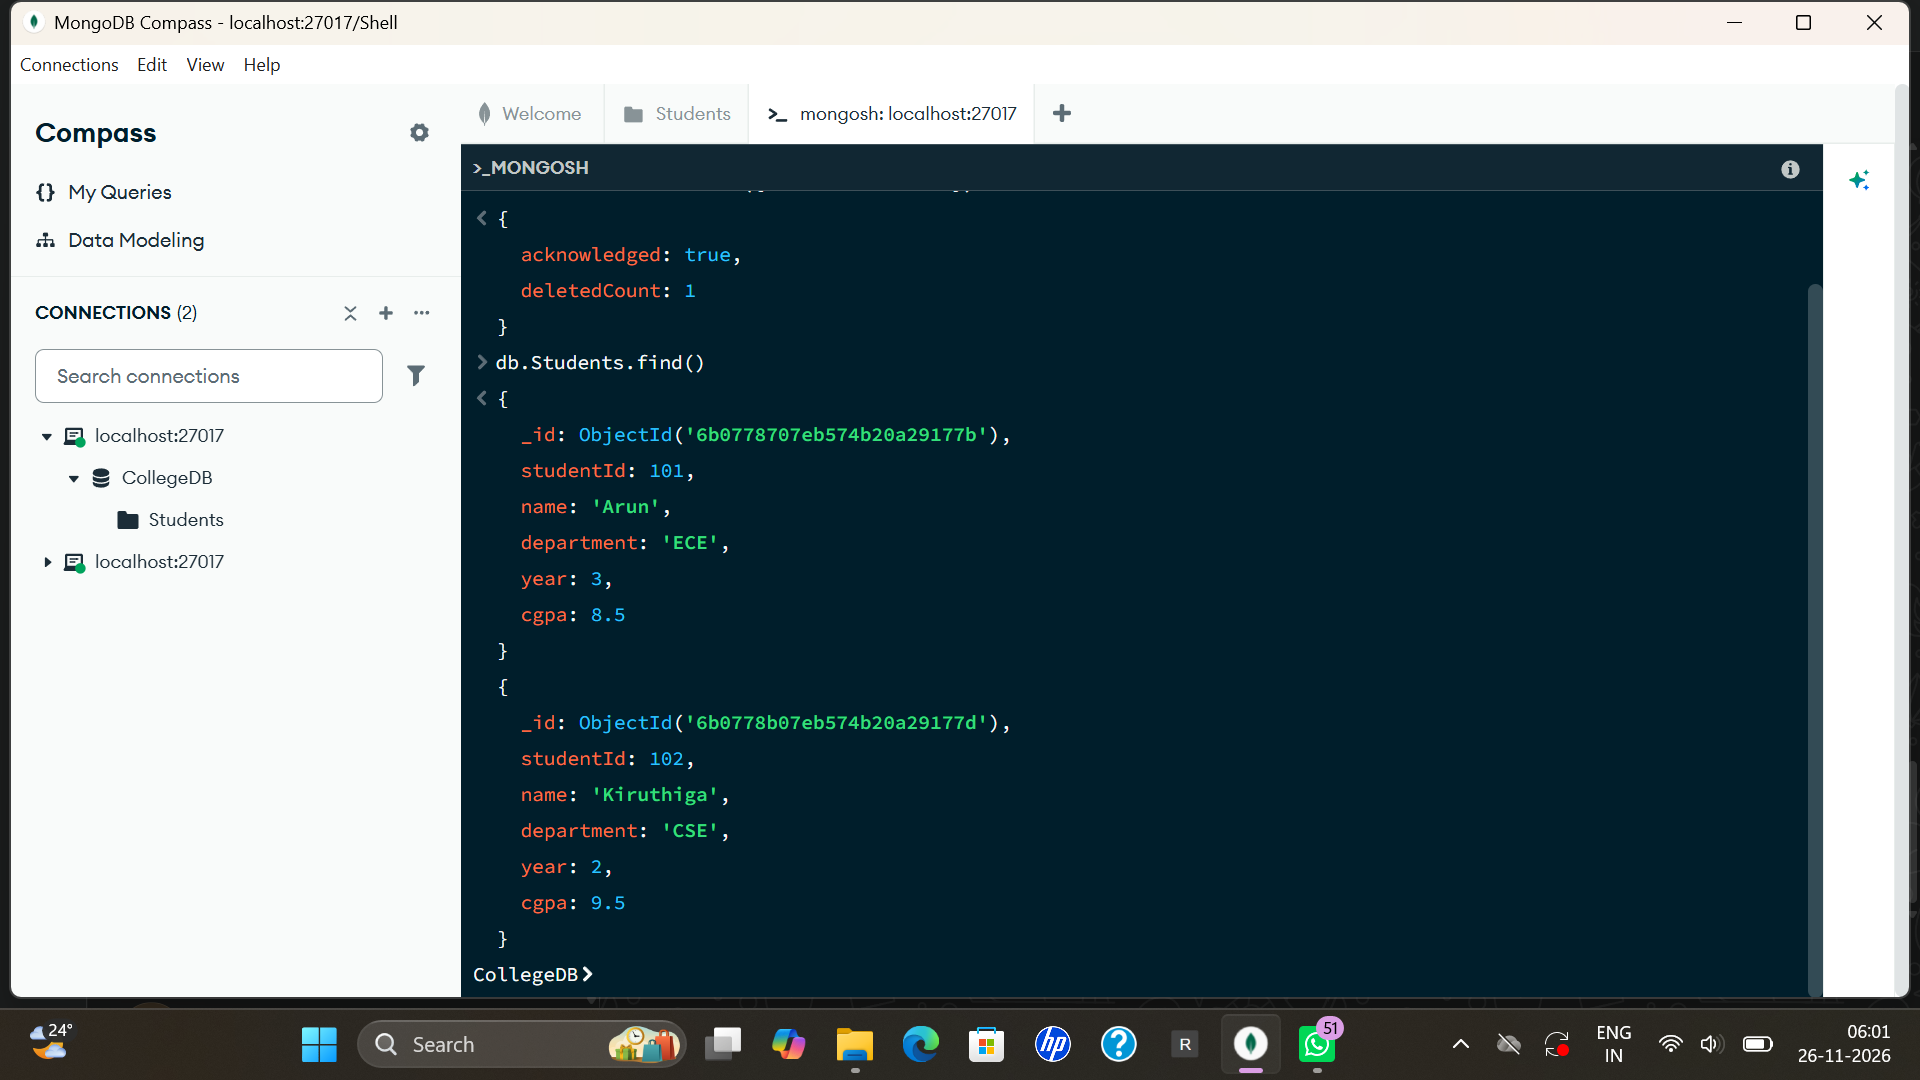 MongoDB Compass - localhost:27017/Shell
Connections Edit View Help
Compass
My Queries
Data Modeling
CONNECTIONS (2)
Search connections
localhost:27017
CollegeDB
Students
localhost:27017
Welcome
Students
>_ mongosh: localhost:27017
>_MONGOSH
{
acknowledged: true,
deletedCount: 1
}
db.Students.find()
{
_id: ObjectId('6b0778707eb574b20a29177b'),
studentId: 101,
name: 'Arun',
department: 'ECE',
year: 3,
cgpa: 8.5
}
{
_id: ObjectId('6b0778b07eb574b20a29177d'),
studentId: 102,
name: 'Kiruthiga',
department: 'CSE',
year: 2,
cgpa: 9.5
}
CollegeDB>
24°
Search
hp
?
R
51
ENG
IN
06:01
26-11-2026